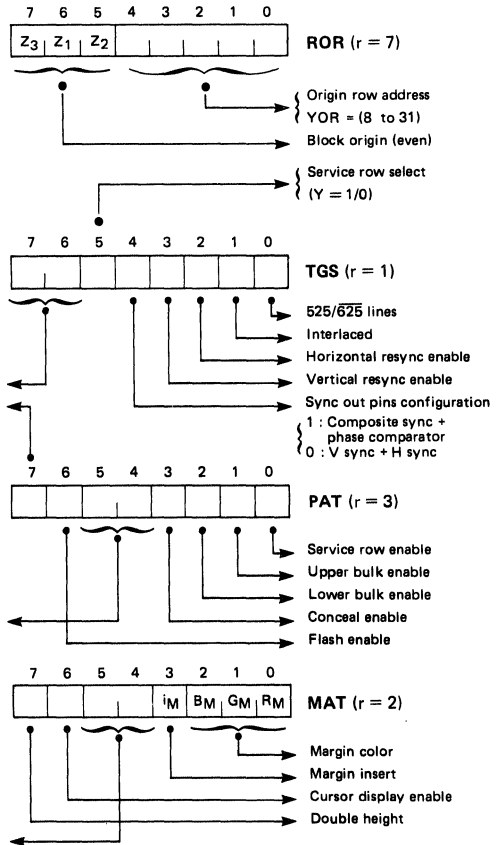 7 6 5 4 3 2 1 0
Z3 Z1 Z2 ROR (r = 7)
Origin row address
YOR = (8 to 31)
Block origin (even)
Service row select
(Y = 1/0)
7 6 5 4 3 2 1 0
TGS (r = 1)
525/6̅2̅5̅ lines
Interlaced
Horizontal resync enable
Vertical resync enable
Sync out pins configuration
1 : Composite sync +
phase comparator
0 : V sync + H sync
7 6 5 4 3 2 1 0
PAT (r = 3)
Service row enable
Upper bulk enable
Lower bulk enable
Conceal enable
Flash enable
7 6 5 4 3 2 1 0
iM BM GM RM MAT (r = 2)
Margin color
Margin insert
Cursor display enable
Double height